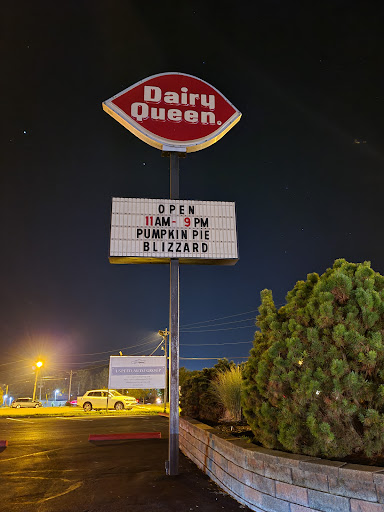 Dairy
Queen®
OPEN
11AM- 9 PM
PUMPKIN PIE
BLIZZARD